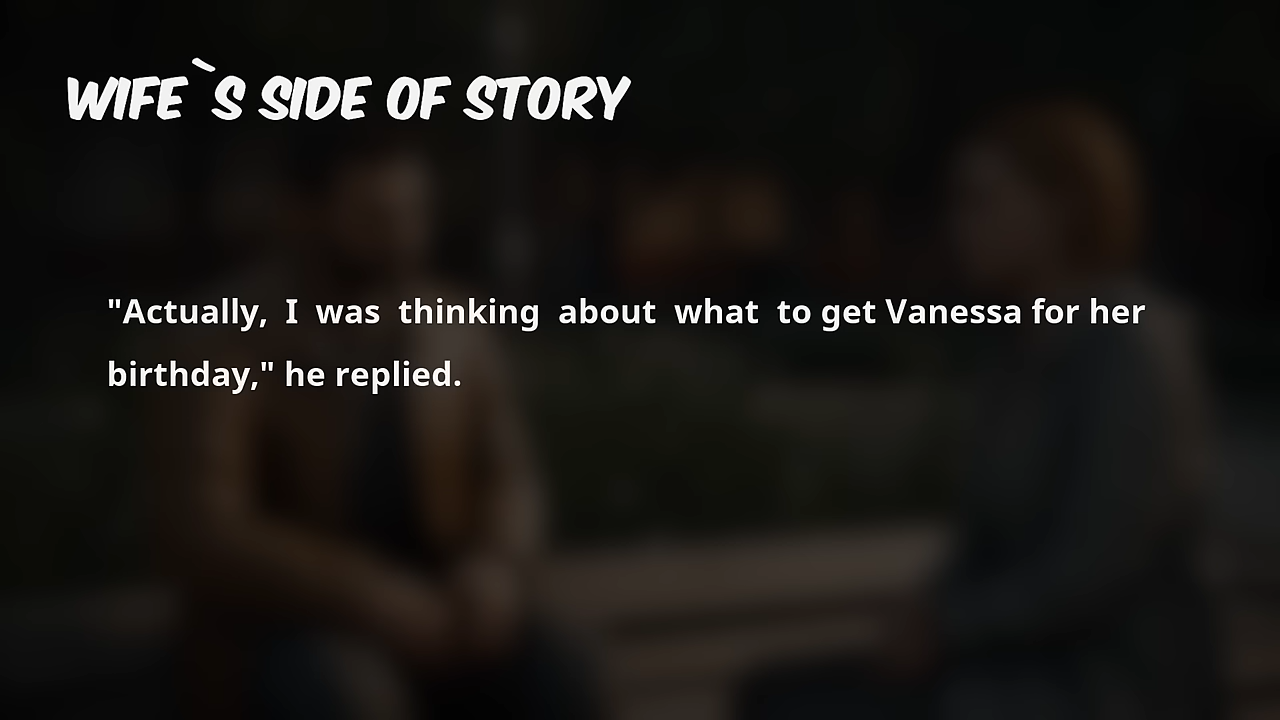 WIFE`S SIDE OF STORY
"Actually, I was thinking about what to get Vanessa for her
birthday," he replied.